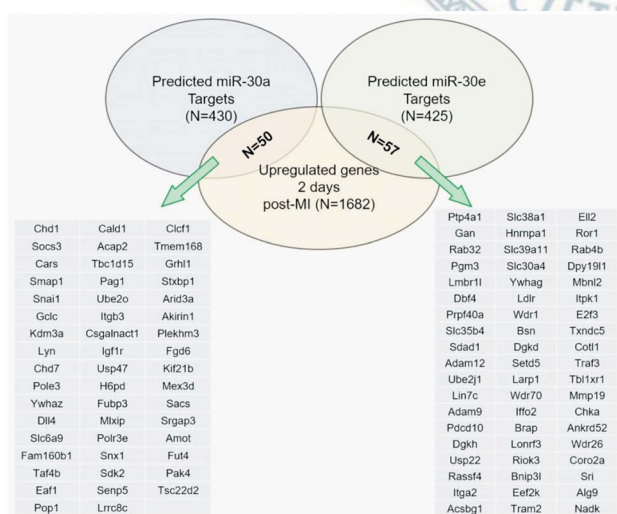 Predicted miR-30a
Targets
(N=430)
Predicted miR-30e
Targets
(N=425)
N=50
N=57
Upregulated genes
2 days
post-MI (N=1682)
Chd1 Cald1 Clcf1
Socs3 Acap2 Tmem168
Cars Tbc1d15 Grhl1
Smap1 Pag1 Stxbp1
Snai1 Ube2o Arid3a
Gclc Itgb3 Akirin1
Kdm3a Csgalnact1 Plekhm3
Lyn Igf1r Fgd6
Chd7 Usp47 Kif21b
Pole3 H6pd Mex3d
Ywhaz Fubp3 Sacs
Dll4 Mlxip Srgap3
Slc6a9 Polr3e Amot
Fam160b1 Snx1 Fut4
Taf4b Sdk2 Pak4
Eaf1 Senp5 Tsc22d2
Pop1 Lrrc8c
Ptp4a1 Slc38a1 Ell2
Gan Hnrnpa1 Ror1
Rab32 Slc39a11 Rab4b
Pgm3 Slc30a4 Dpy19l1
Lmbr1l Ywhag Mbnl2
Dbf4 Ldlr Itpk1
Prpf40a Wdr1 E2f3
Slc35b4 Bsn Txndc5
Sdad1 Dgkd Cotl1
Adam12 Setd5 Traf3
Ube2j1 Larp1 Tbl1xr1
Lin7c Wdr70 Mmp19
Adam9 Iffo2 Chka
Pdcd10 Brap Ankrd52
Dgkh Lonrf3 Wdr26
Usp22 Riok3 Coro2a
Rassf4 Bnip3l Sri
Itga2 Eef2k Alg9
Acsbg1 Tram2 Nadk